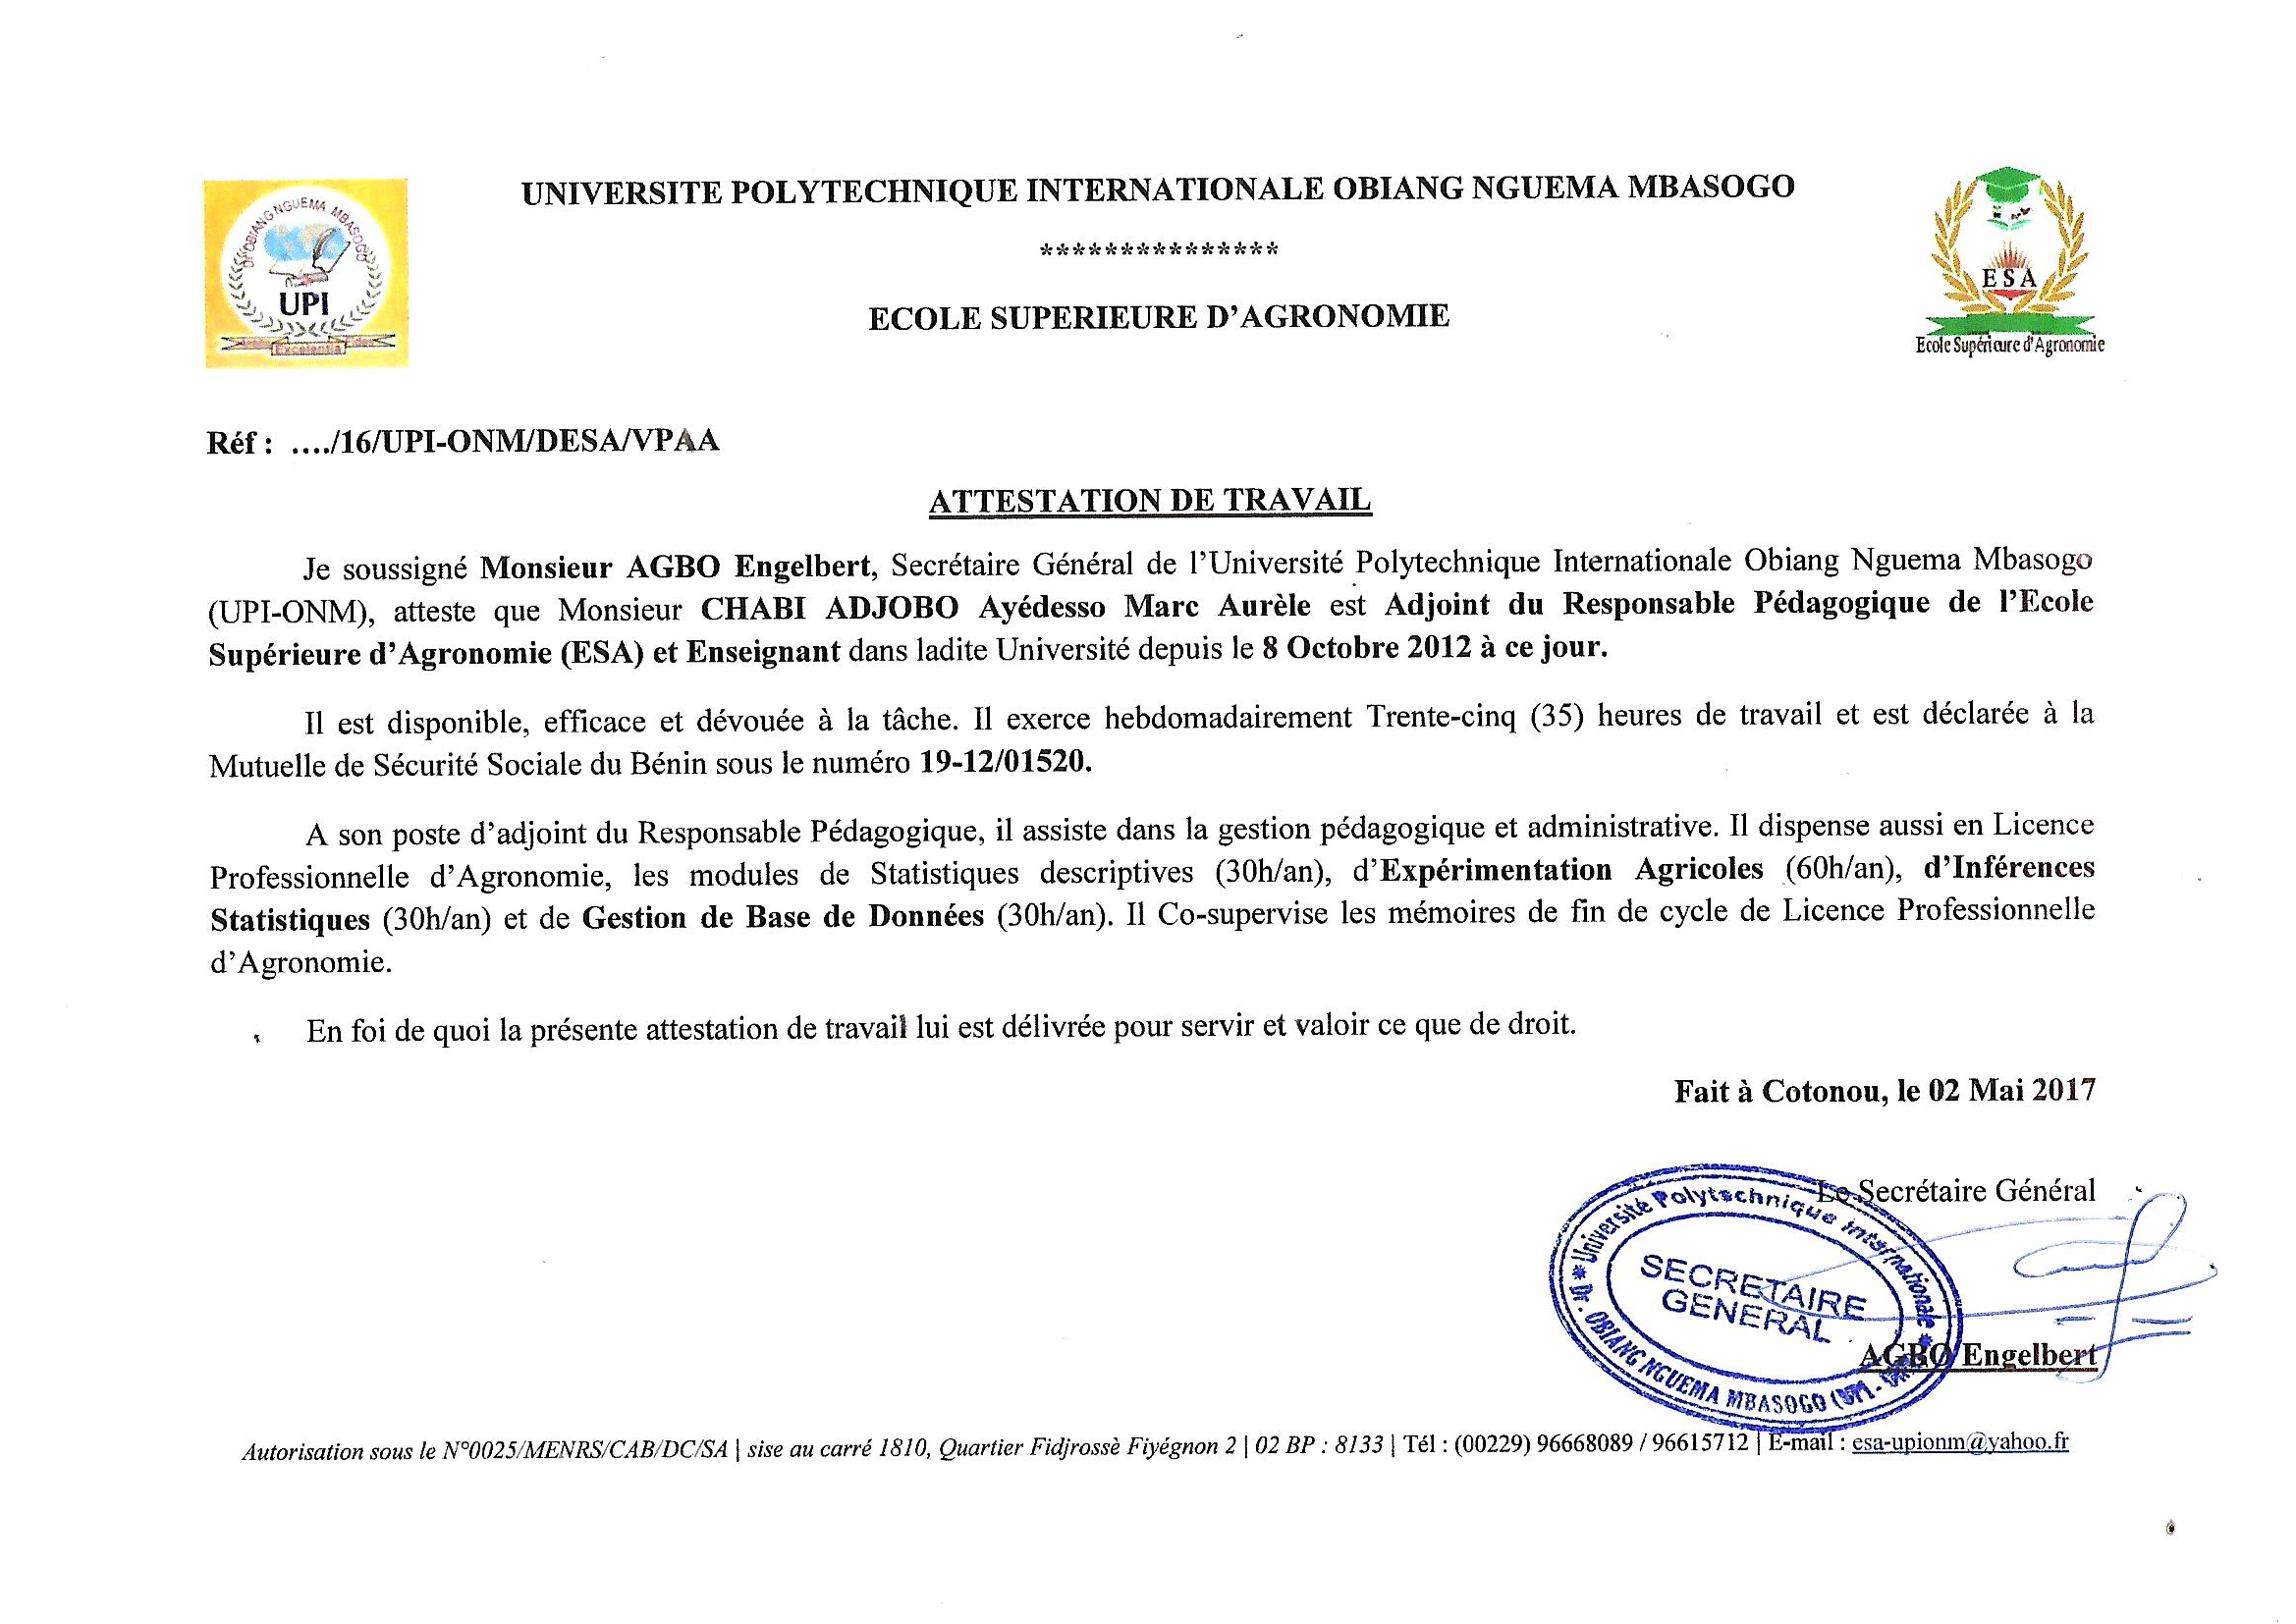 UNIVERSITE POLYTECHNIQUE INTERNATIONALE OBIANG NGUEMA MBASOGO
***************
ECOLE SUPERIEURE D'AGRONOMIE
OBIANG NGUEMA MBASOGO
UPI
Excelentia
ESA
Ecole Supérieure d'Agronomie
Réf : …./16/UPI-ONM/DESA/VPAA
ATTESTATION DE TRAVAIL
Je soussigné Monsieur AGBO Engelbert, Secrétaire Général de l'Université Polytechnique Internationale Obiang Nguema Mbasogo
(UPI-ONM), atteste que Monsieur CHABI ADJOBO Ayédesso Marc Aurèle est Adjoint du Responsable Pédagogique de l'Ecole
Supérieure d'Agronomie (ESA) et Enseignant dans ladite Université depuis le 8 Octobre 2012 à ce jour.
Il est disponible, efficace et dévouée à la tâche. Il exerce hebdomadairement Trente-cinq (35) heures de travail et est déclarée à la
Mutuelle de Sécurité Sociale du Bénin sous le numéro 19-12/01520.
A son poste d'adjoint du Responsable Pédagogique, il assiste dans la gestion pédagogique et administrative. Il dispense aussi en Licence
Professionnelle d'Agronomie, les modules de Statistiques descriptives (30h/an), d'Expérimentation Agricoles (60h/an), d'Inférences
Statistiques (30h/an) et de Gestion de Base de Données (30h/an). Il Co-supervise les mémoires de fin de cycle de Licence Professionnelle
d'Agronomie.
En foi de quoi la présente attestation de travail lui est délivrée pour servir et valoir ce que de droit.
Fait à Cotonou, le 02 Mai 2017
Le Secrétaire Général
Université Polytechnique Internationale
SECRETAIRE
GENERAL
Dr. OBIANG NGUEMA MBASOGO
AGBO Engelbert
Autorisation sous le N°0025/MENRS/CAB/DC/SA | sise au carré 1810, Quartier Fidjrossè Fiyégnon 2 | 02 BP : 8133 | Tél : (00229) 96668089 / 96615712 | E-mail : esa-upionm@yahoo.fr